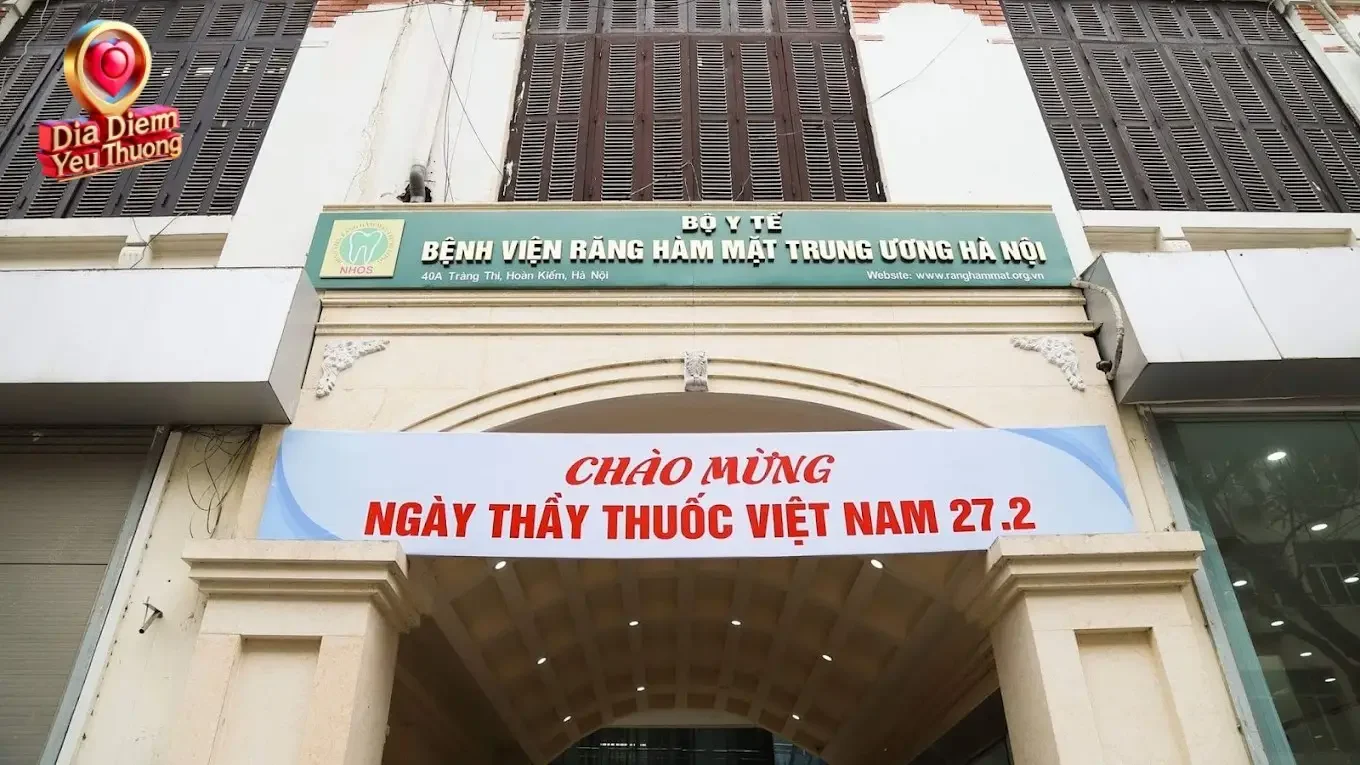 Dia Diem
Yeu Thuong
BỘ Y TẾ
BỆNH VIỆN RĂNG HÀM MẶT TRUNG ƯƠNG HÀ NỘI
NHOS
40A Tràng Thi, Hoàn Kiếm, Hà Nội
Website: www.ranghammat.org.vn
CHÀO MỪNG
NGÀY THẦY THUỐC VIỆT NAM 27.2